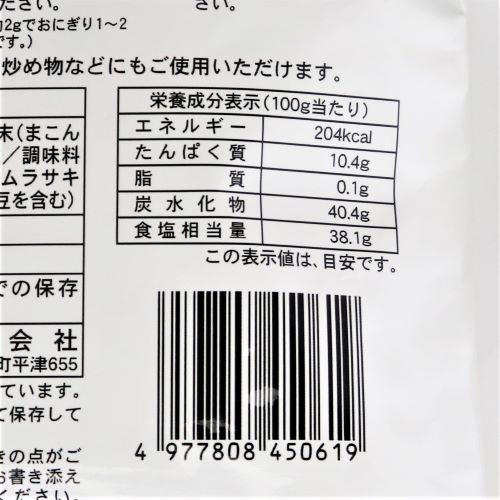 ださい。
さい。
約2gでおにぎり1〜2
です。)
炒め物などにもご使用いただけます。
末(まこん
/調味料
ムラサキ
豆を含む)
での保存
会社
町平津655
ています。
て保存して
きの点がご
お書き添え
ください。
栄養成分表示(100g当たり)
エネルギー 204kcal
たんぱく質 10.4g
脂質 0.1g
炭水化物 40.4g
食塩相当量 38.1g
この表示値は、目安です。
4 977808 450619